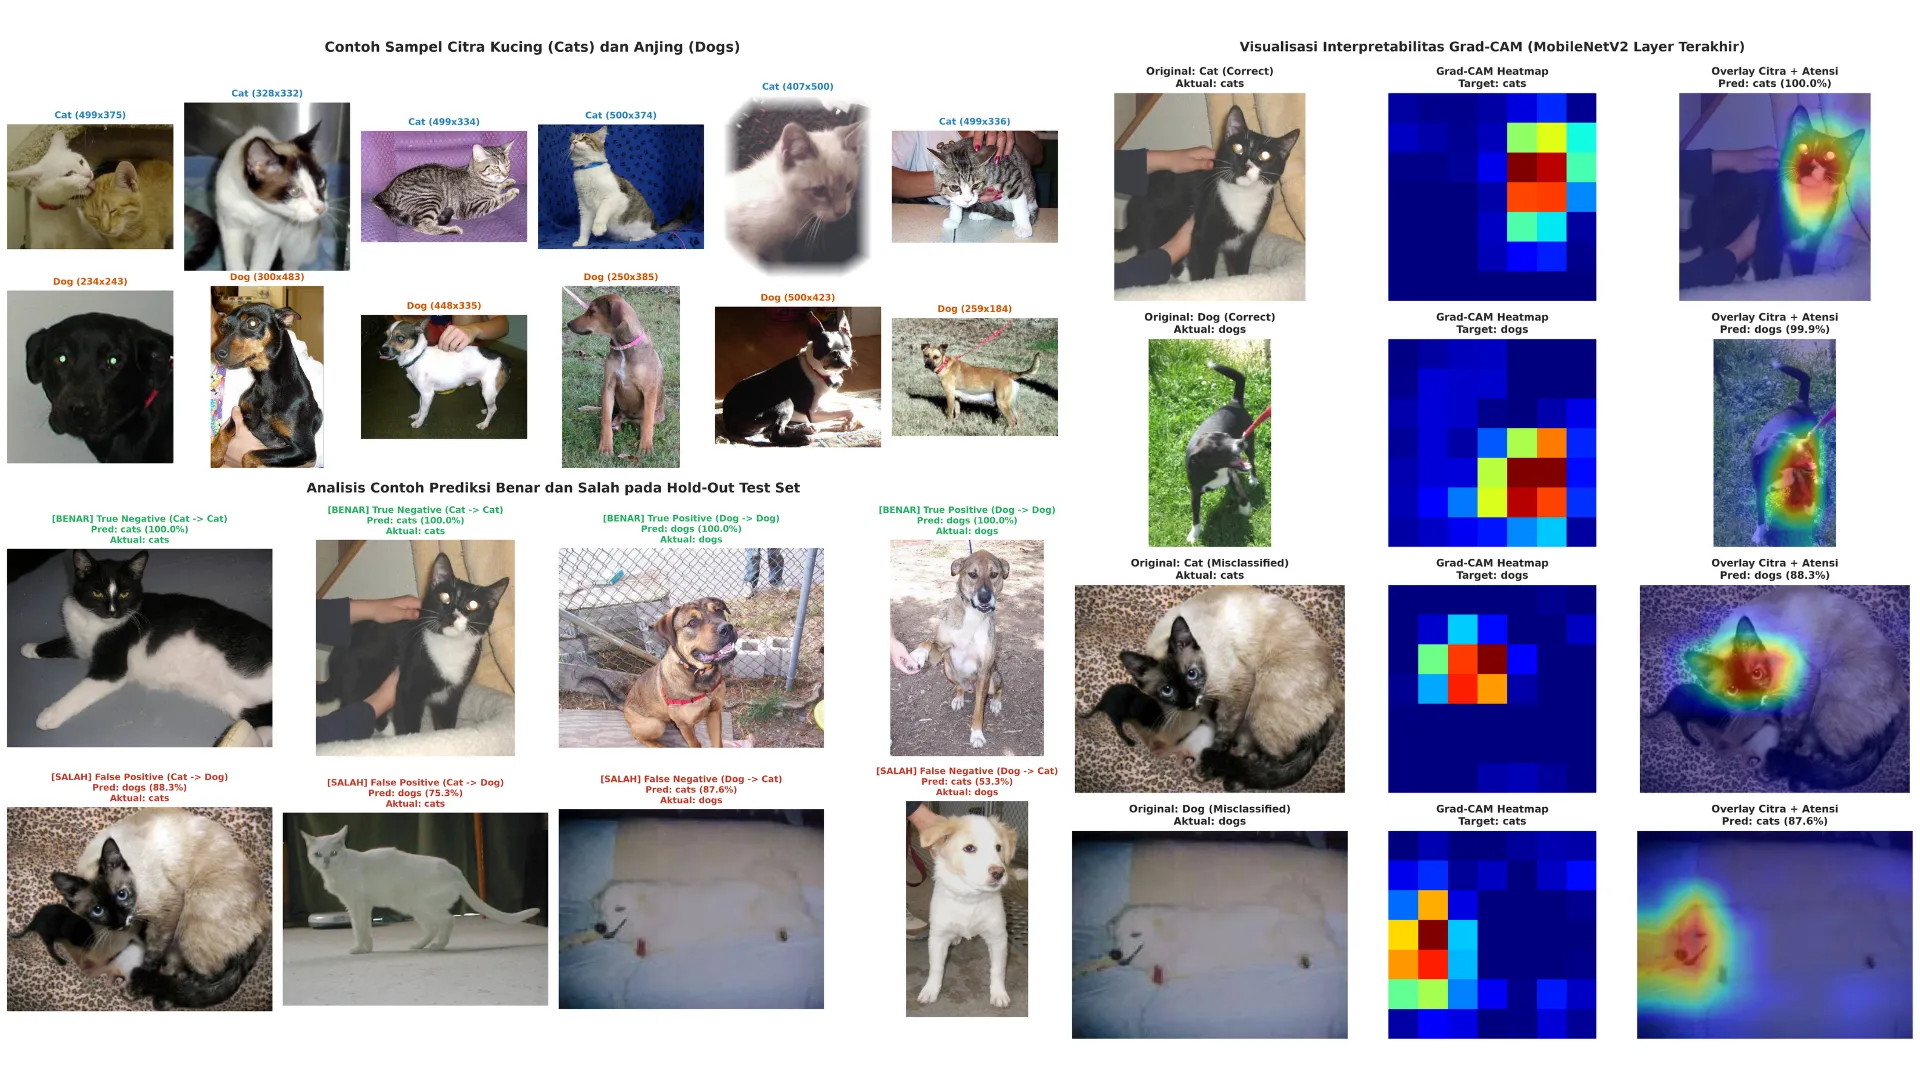 Contoh Sampel Citra Kucing (Cats) dan Anjing (Dogs)
Cat (499x375)
Cat (328x332)
Cat (499x334)
Cat (500x374)
Cat (407x500)
Cat (499x336)
Dog (234x243)
Dog (300x483)
Dog (448x335)
Dog (250x385)
Dog (500x423)
Dog (259x184)
Analisis Contoh Prediksi Benar dan Salah pada Hold-Out Test Set
[BENAR] True Negative (Cat -> Cat)
Pred: cats (100.0%)
Aktual: cats
[BENAR] True Negative (Cat -> Cat)
Pred: cats (100.0%)
Aktual: cats
[BENAR] True Positive (Dog -> Dog)
Pred: dogs (100.0%)
Aktual: dogs
[BENAR] True Positive (Dog -> Dog)
Pred: dogs (100.0%)
Aktual: dogs
[SALAH] False Positive (Cat -> Dog)
Pred: dogs (88.3%)
Aktual: cats
[SALAH] False Positive (Cat -> Dog)
Pred: dogs (75.3%)
Aktual: cats
[SALAH] False Negative (Dog -> Cat)
Pred: cats (87.6%)
Aktual: dogs
[SALAH] False Negative (Dog -> Cat)
Pred: cats (53.3%)
Aktual: dogs
Visualisasi Interpretabilitas Grad-CAM (MobileNetV2 Layer Terakhir)
Original: Cat (Correct)
Aktual: cats
Grad-CAM Heatmap
Target: cats
Overlay Citra + Atensi
Pred: cats (100.0%)
Original: Dog (Correct)
Aktual: dogs
Grad-CAM Heatmap
Target: dogs
Overlay Citra + Atensi
Pred: dogs (99.9%)
Original: Cat (Misclassified)
Aktual: cats
Grad-CAM Heatmap
Target: dogs
Overlay Citra + Atensi
Pred: dogs (88.3%)
Original: Dog (Misclassified)
Aktual: dogs
Grad-CAM Heatmap
Target: cats
Overlay Citra + Atensi
Pred: cats (87.6%)